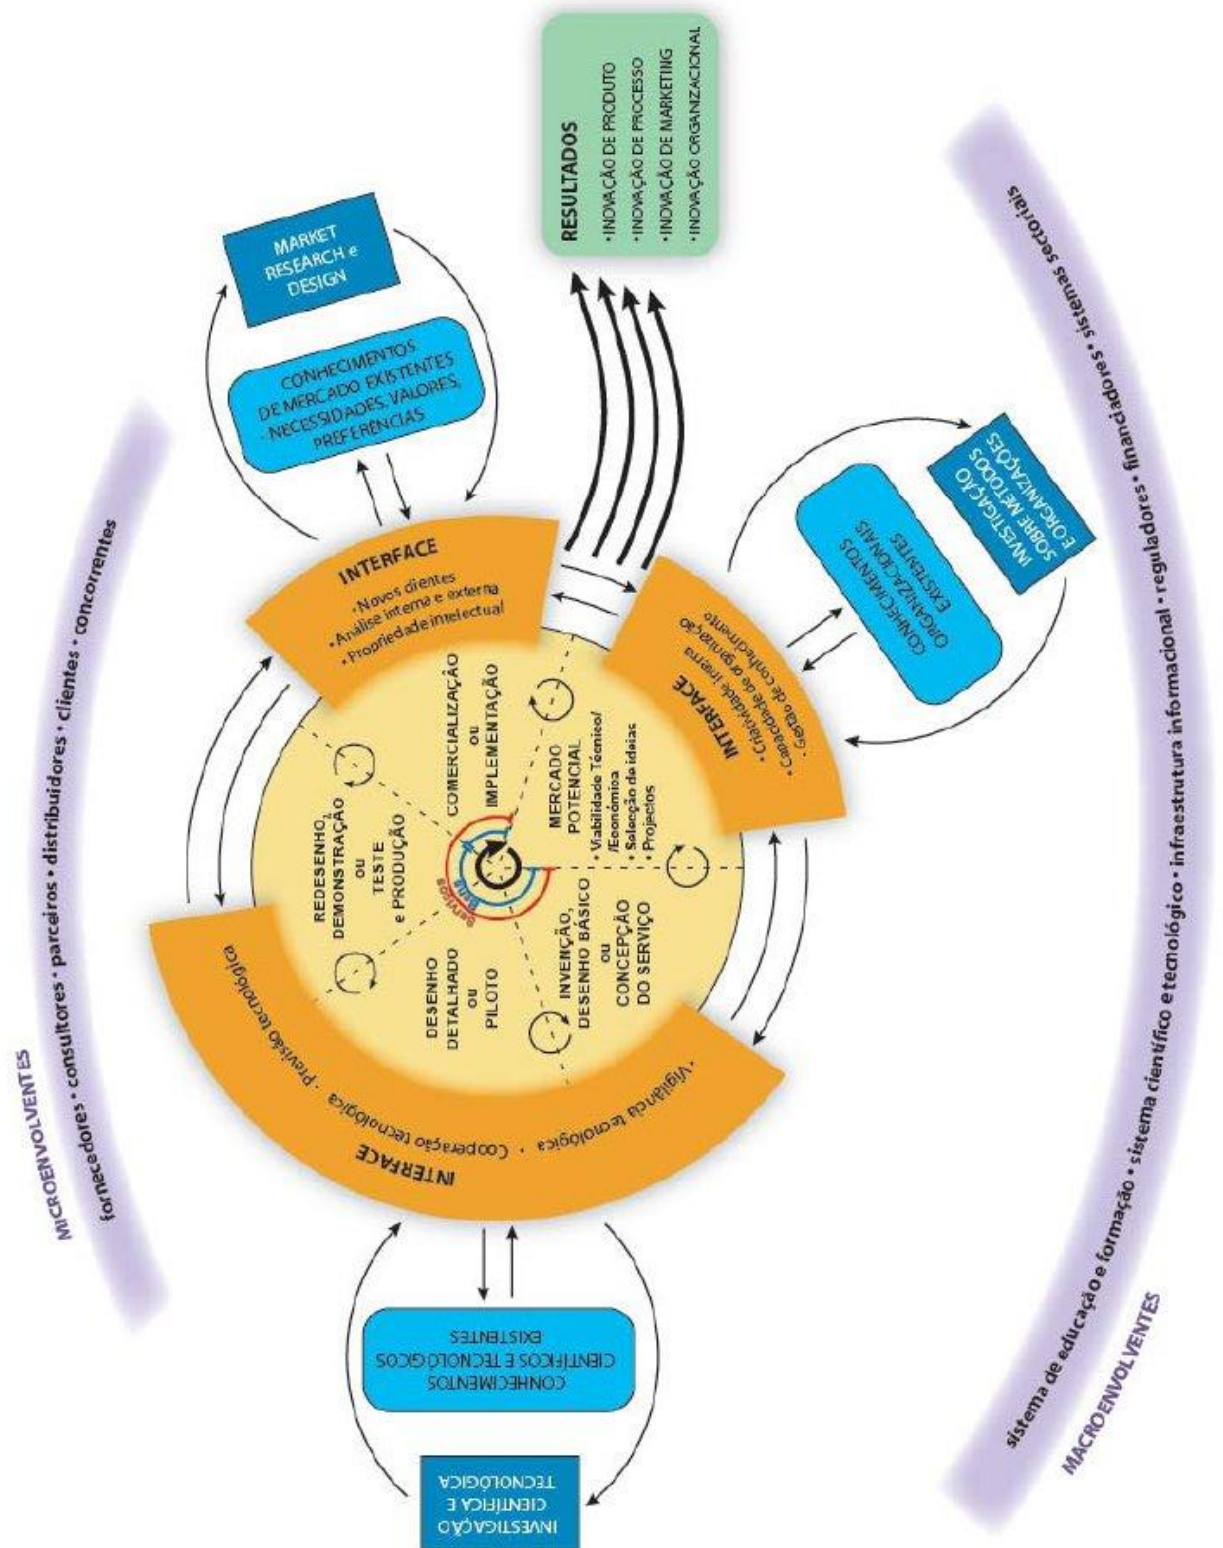 MICROENVOLVENTES
fornecedores • consultores • parceiros • distribuidores • clientes • concorrentes
MARKET
RESEARCH e
DESIGN
CONHECIMENTOS
DE MERCADO EXISTENTES
- NECESSIDADES, VALORES,
PREFERÊNCIAS
INTERFACE
• Novos clientes
• Análise interna e externa
• Propriedade intelectual
RESULTADOS
• INOVAÇÃO DE PRODUTO
• INOVAÇÃO DE PROCESSO
• INOVAÇÃO DE MARKETING
• INOVAÇÃO ORGANIZACIONAL
INVESTIGAÇÃO
CIENTÍFICA E
TECNOLÓGICA
CONHECIMENTOS
CIENTÍFICOS E TECNOLÓGICOS
EXISTENTES
INTERFACE
• Vigilância tecnológica • Cooperação tecnológica • Previsão tecnológica
REDESENHO,
DEMONSTRAÇÃO
ou
TESTE
e PRODUÇÃO
COMERCIALIZAÇÃO
ou
IMPLEMENTAÇÃO
DESENHO
DETALHADO
ou
PILOTO
Serviços
Bens
INVENÇÃO,
DESENHO BÁSICO
ou
CONCEPÇÃO
DO SERVIÇO
MERCADO
POTENCIAL
• Viabilidade Técnico/
/Económica
• Selecção de ideias
• Projectos
INTERFACE
• Criatividade interna
• Capacidade de organização
• Gestão de conhecimento
CONHECIMENTOS
ORGANIZACIONAIS
EXISTENTES
INVESTIGAÇÃO
SOBRE MÉTODOS
E ORGANIZAÇÕES
sistema de educação e formação • sistema científico e tecnológico • infraestrutura informacional • reguladores • financiadores • sistemas sectoriais
MACROENVOLVENTES